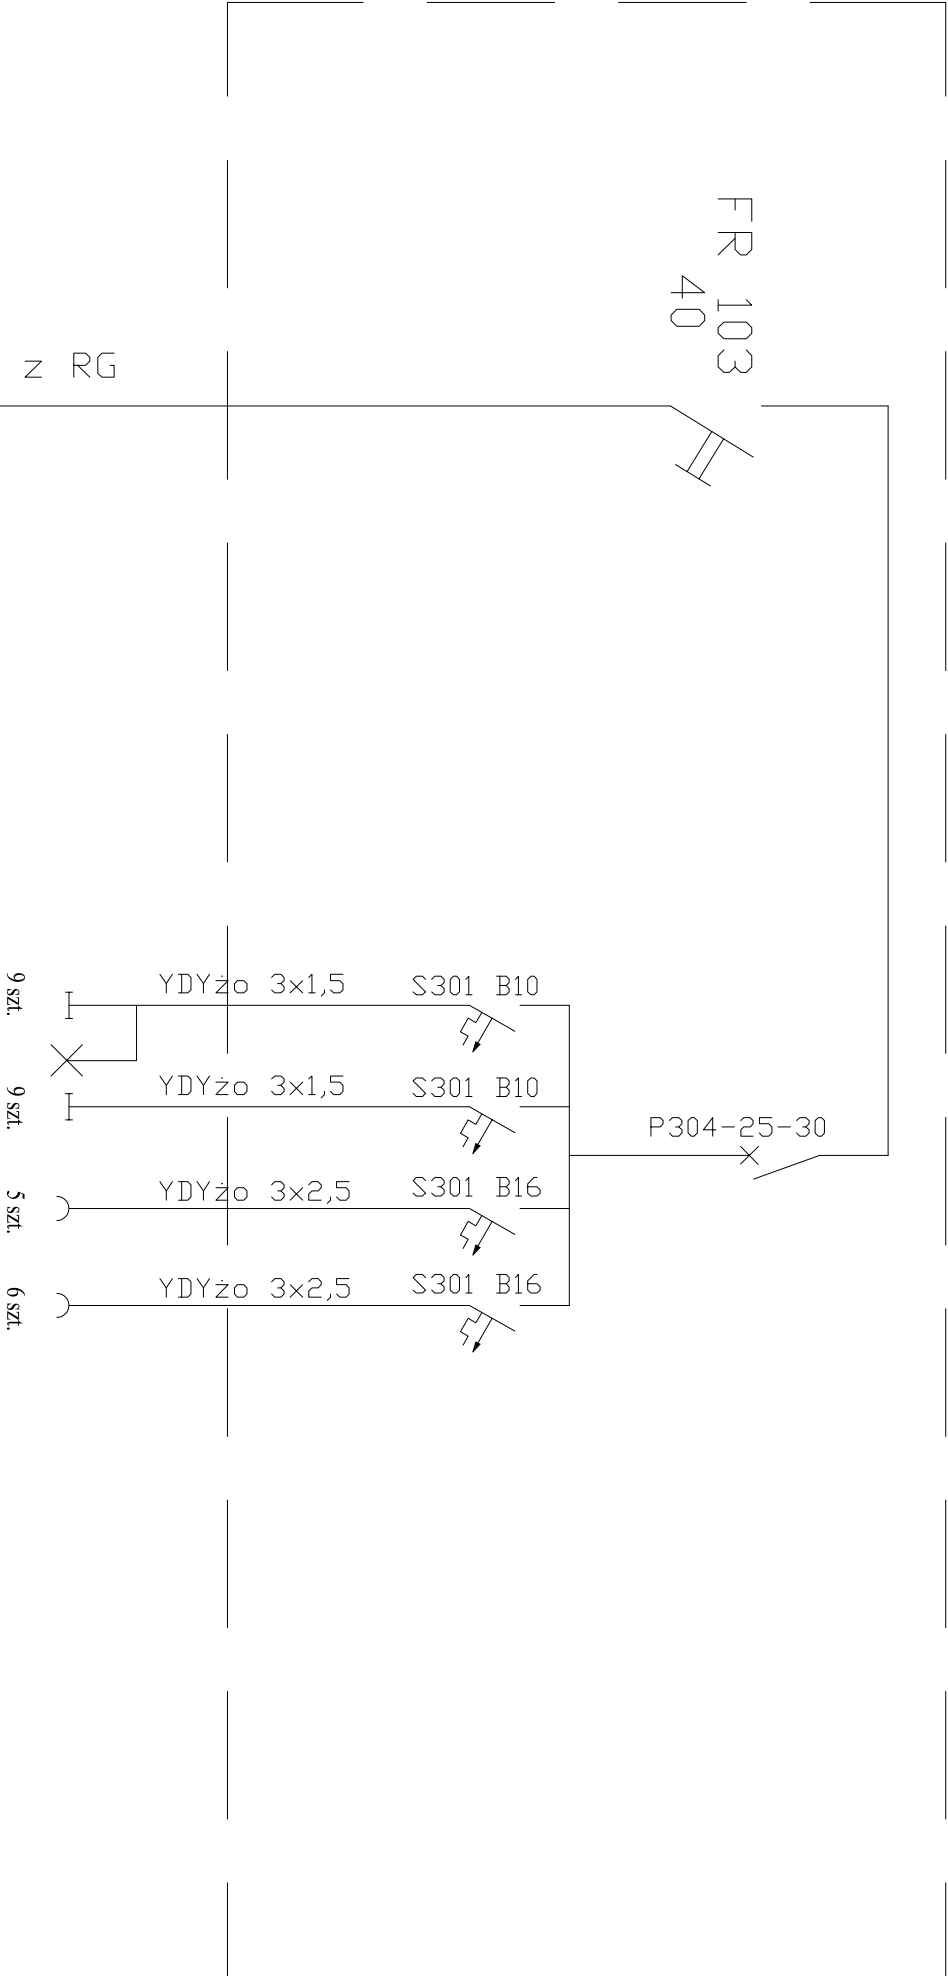 FR 103
40
z RG
YDYżo 3x1,5
S301 B10
9 szt.
YDYżo 3x1,5
S301 B10
9 szt.
P304-25-30
YDYżo 3x2,5
S301 B16
5 szt.
YDYżo 3x2,5
S301 B16
6 szt.